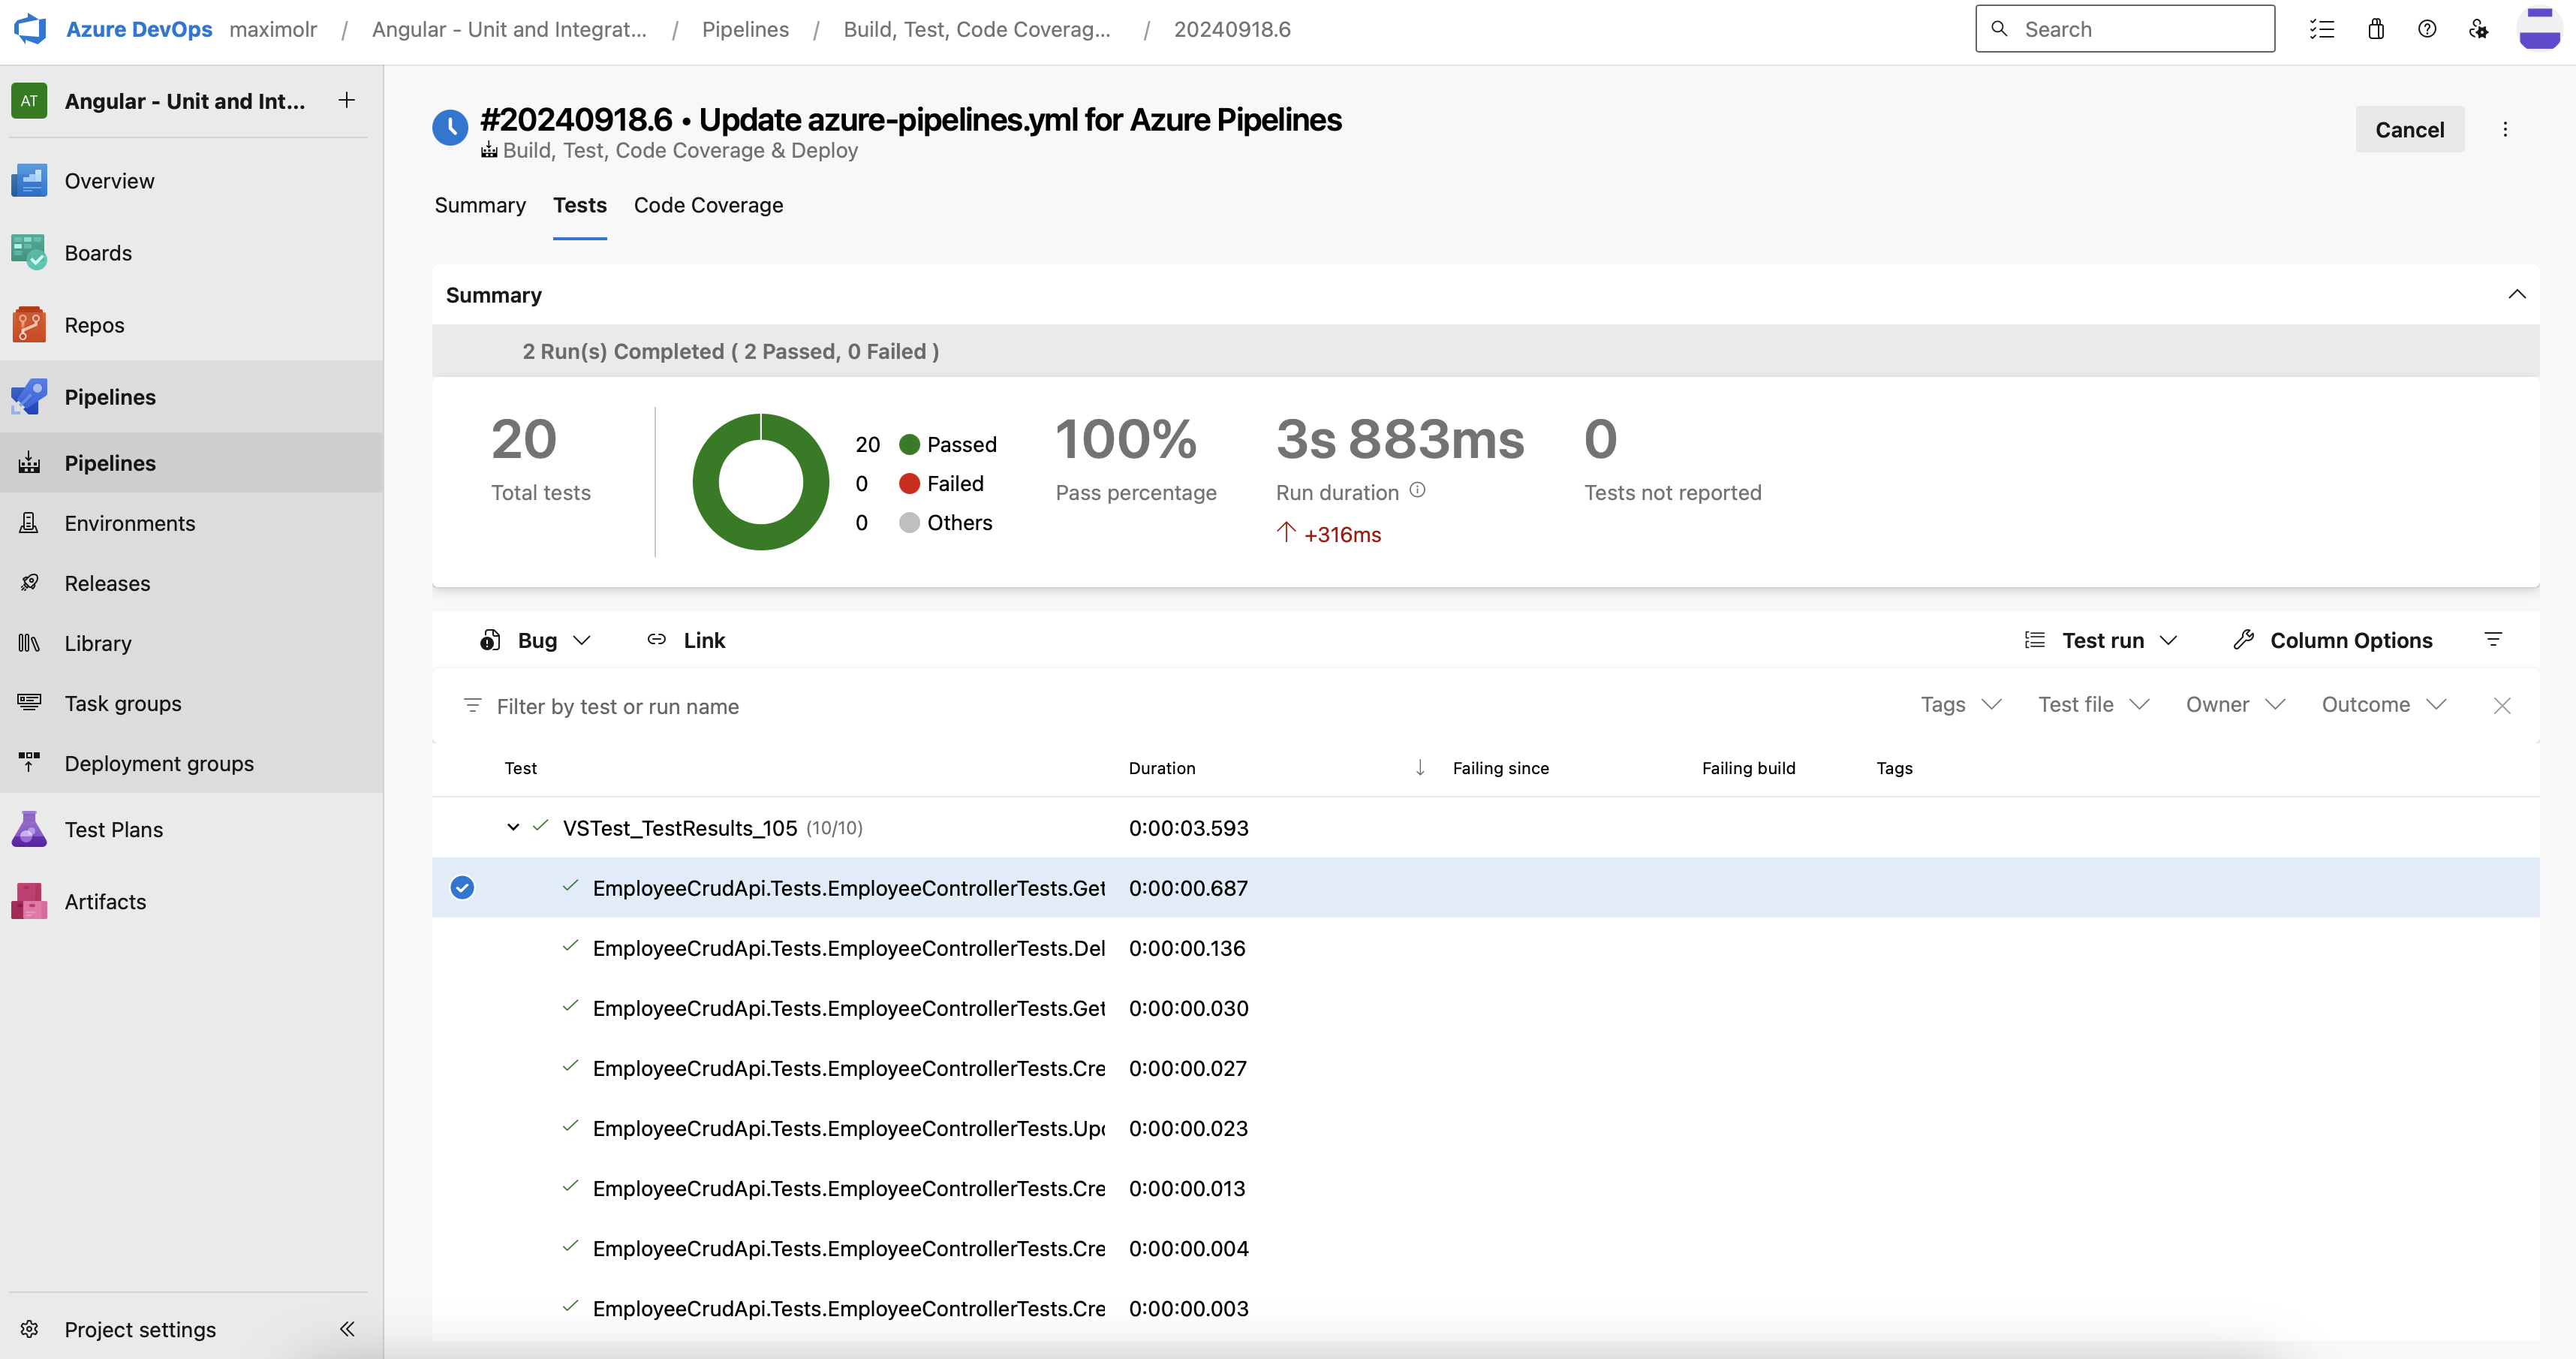 Azure DevOps maximolr / Angular - Unit and Integrat... / Pipelines / Build, Test, Code Coverag... / 20240918.6
Search
AT Angular - Unit and Int...
Overview
Boards
Repos
Pipelines
Pipelines
Environments
Releases
Library
Task groups
Deployment groups
Test Plans
Artifacts
Project settings
#20240918.6 • Update azure-pipelines.yml for Azure Pipelines
Build, Test, Code Coverage & Deploy
Cancel
Summary Tests Code Coverage
Summary
2 Run(s) Completed ( 2 Passed, 0 Failed )
20
Total tests
20 Passed
0 Failed
0 Others
100%
Pass percentage
3s 883ms
Run duration
+316ms
0
Tests not reported
Bug Link Test run Column Options
Filter by test or run name Tags Test file Owner Outcome
Test Duration Failing since Failing build Tags
VSTest_TestResults_105 (10/10) 0:00:03.593
EmployeeCrudApi.Tests.EmployeeControllerTests.Get 0:00:00.687
EmployeeCrudApi.Tests.EmployeeControllerTests.Del 0:00:00.136
EmployeeCrudApi.Tests.EmployeeControllerTests.Get 0:00:00.030
EmployeeCrudApi.Tests.EmployeeControllerTests.Cre 0:00:00.027
EmployeeCrudApi.Tests.EmployeeControllerTests.Up 0:00:00.023
EmployeeCrudApi.Tests.EmployeeControllerTests.Cre 0:00:00.013
EmployeeCrudApi.Tests.EmployeeControllerTests.Cre 0:00:00.004
EmployeeCrudApi.Tests.EmployeeControllerTests.Cre 0:00:00.003